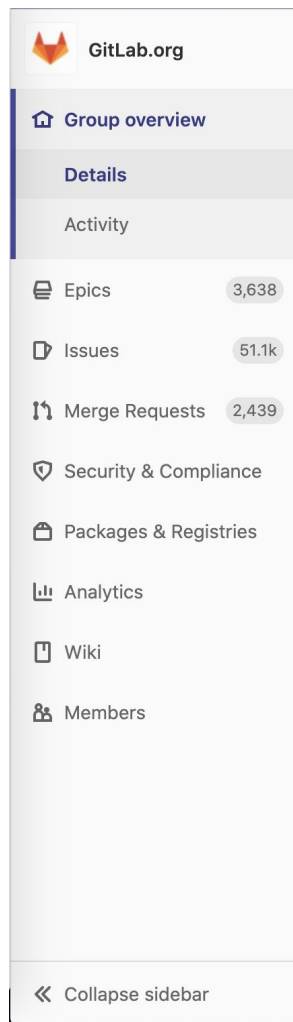 GitLab.org
Group overview
Details
Activity
Epics 3,638
Issues 51.1k
Merge Requests 2,439
Security & Compliance
Packages & Registries
Analytics
Wiki
Members
Collapse sidebar